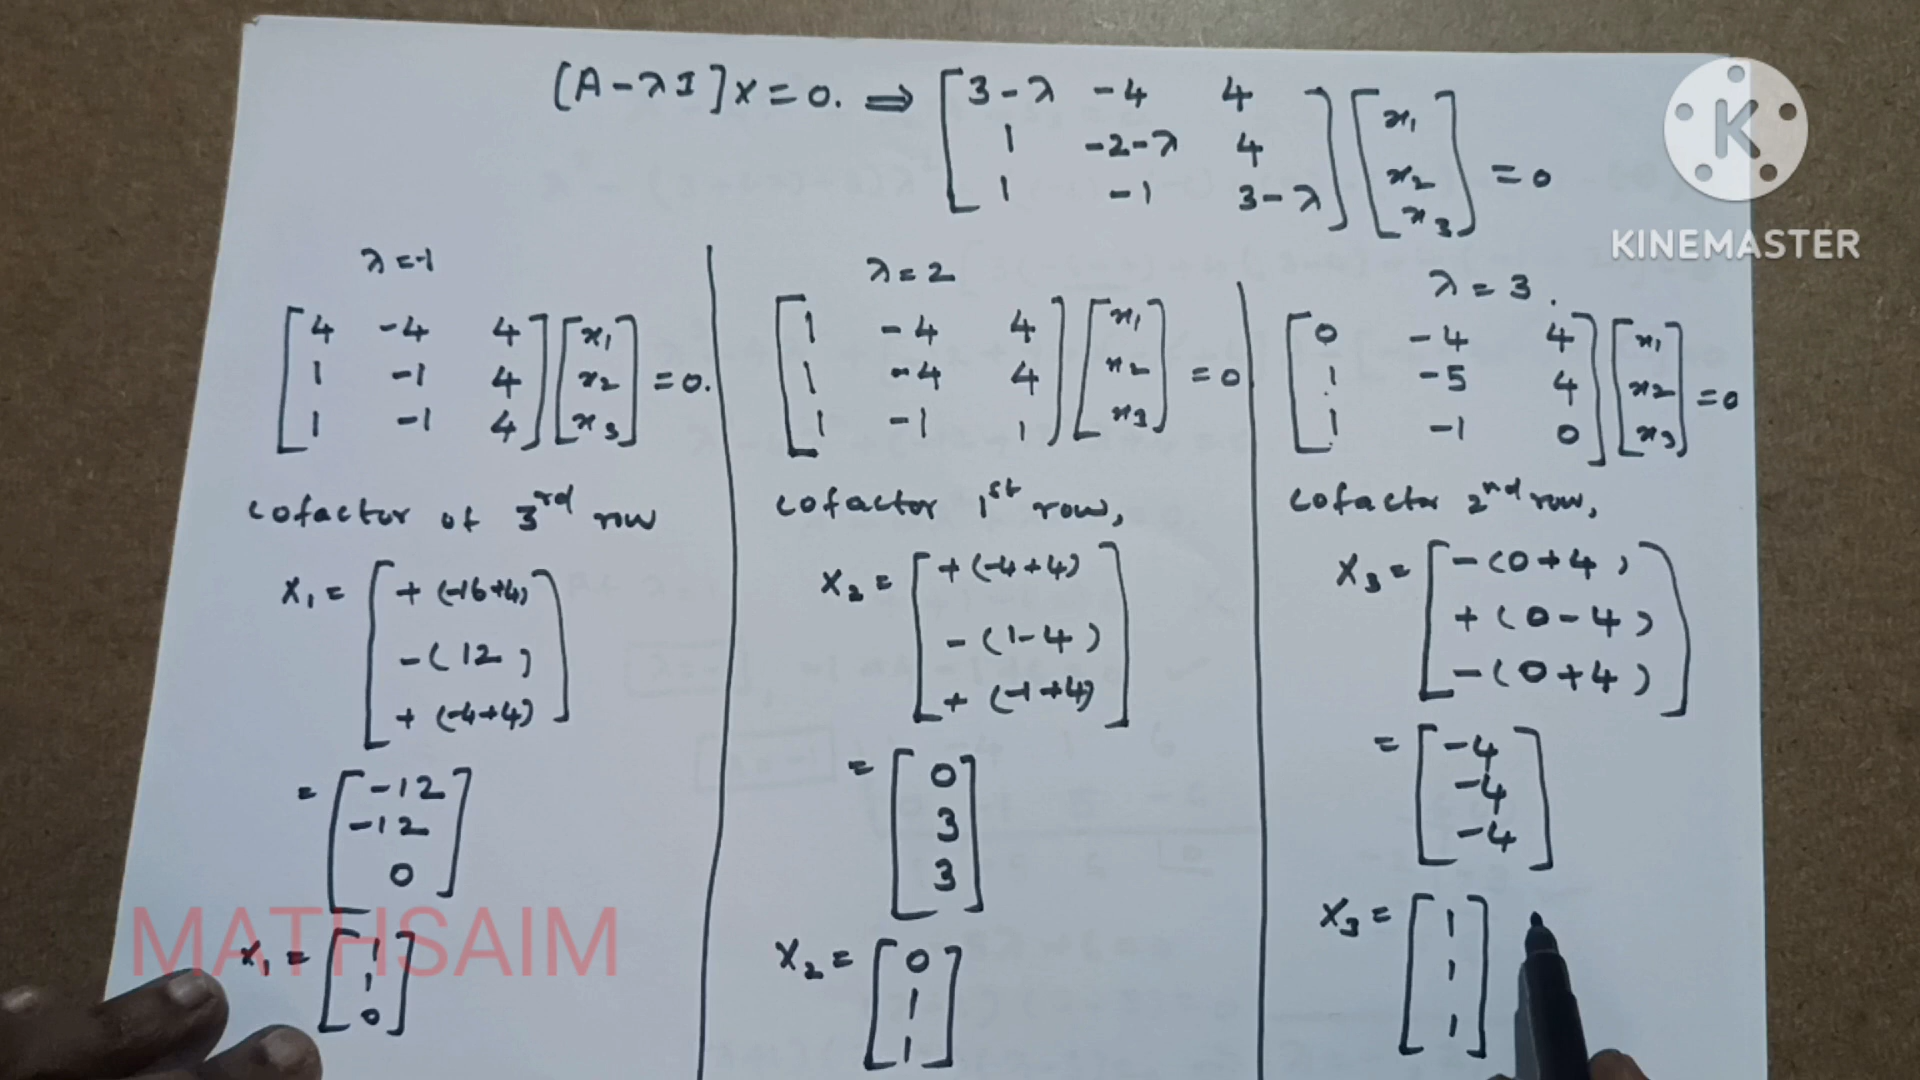 [A-λI]X=0. ⇒ [3-λ -4 4] [x1]
1 -2-λ 4 x2 =0
1 -1 3-λ x3
K
KINEMASTER
λ=-1
[4 -4 4] [x1]
1 -1 4 x2 =0.
1 -1 4 x3
cofactor of 3rd row
X1= [+(-16+4)
-(12)
+(-4+4)]
= [-12
-12
0]
X1= [1
1
0]
λ=2
[1 -4 4] [x1]
1 -4 4 x2 =0
1 -1 1 x3
cofactor 1st row,
X2= [+(-4+4)
-(1-4)
+(-1+4)]
= [0
3
3]
X2= [0
1
1]
λ=3.
[0 -4 4] [x1]
1 -5 4 x2 =0
1 -1 0 x3
cofactor 2nd row,
X3= [-(0+4)
+(0-4)
-(0+4)]
= [-4
-4
-4]
X3= [1
1
1]
MATHSAIM